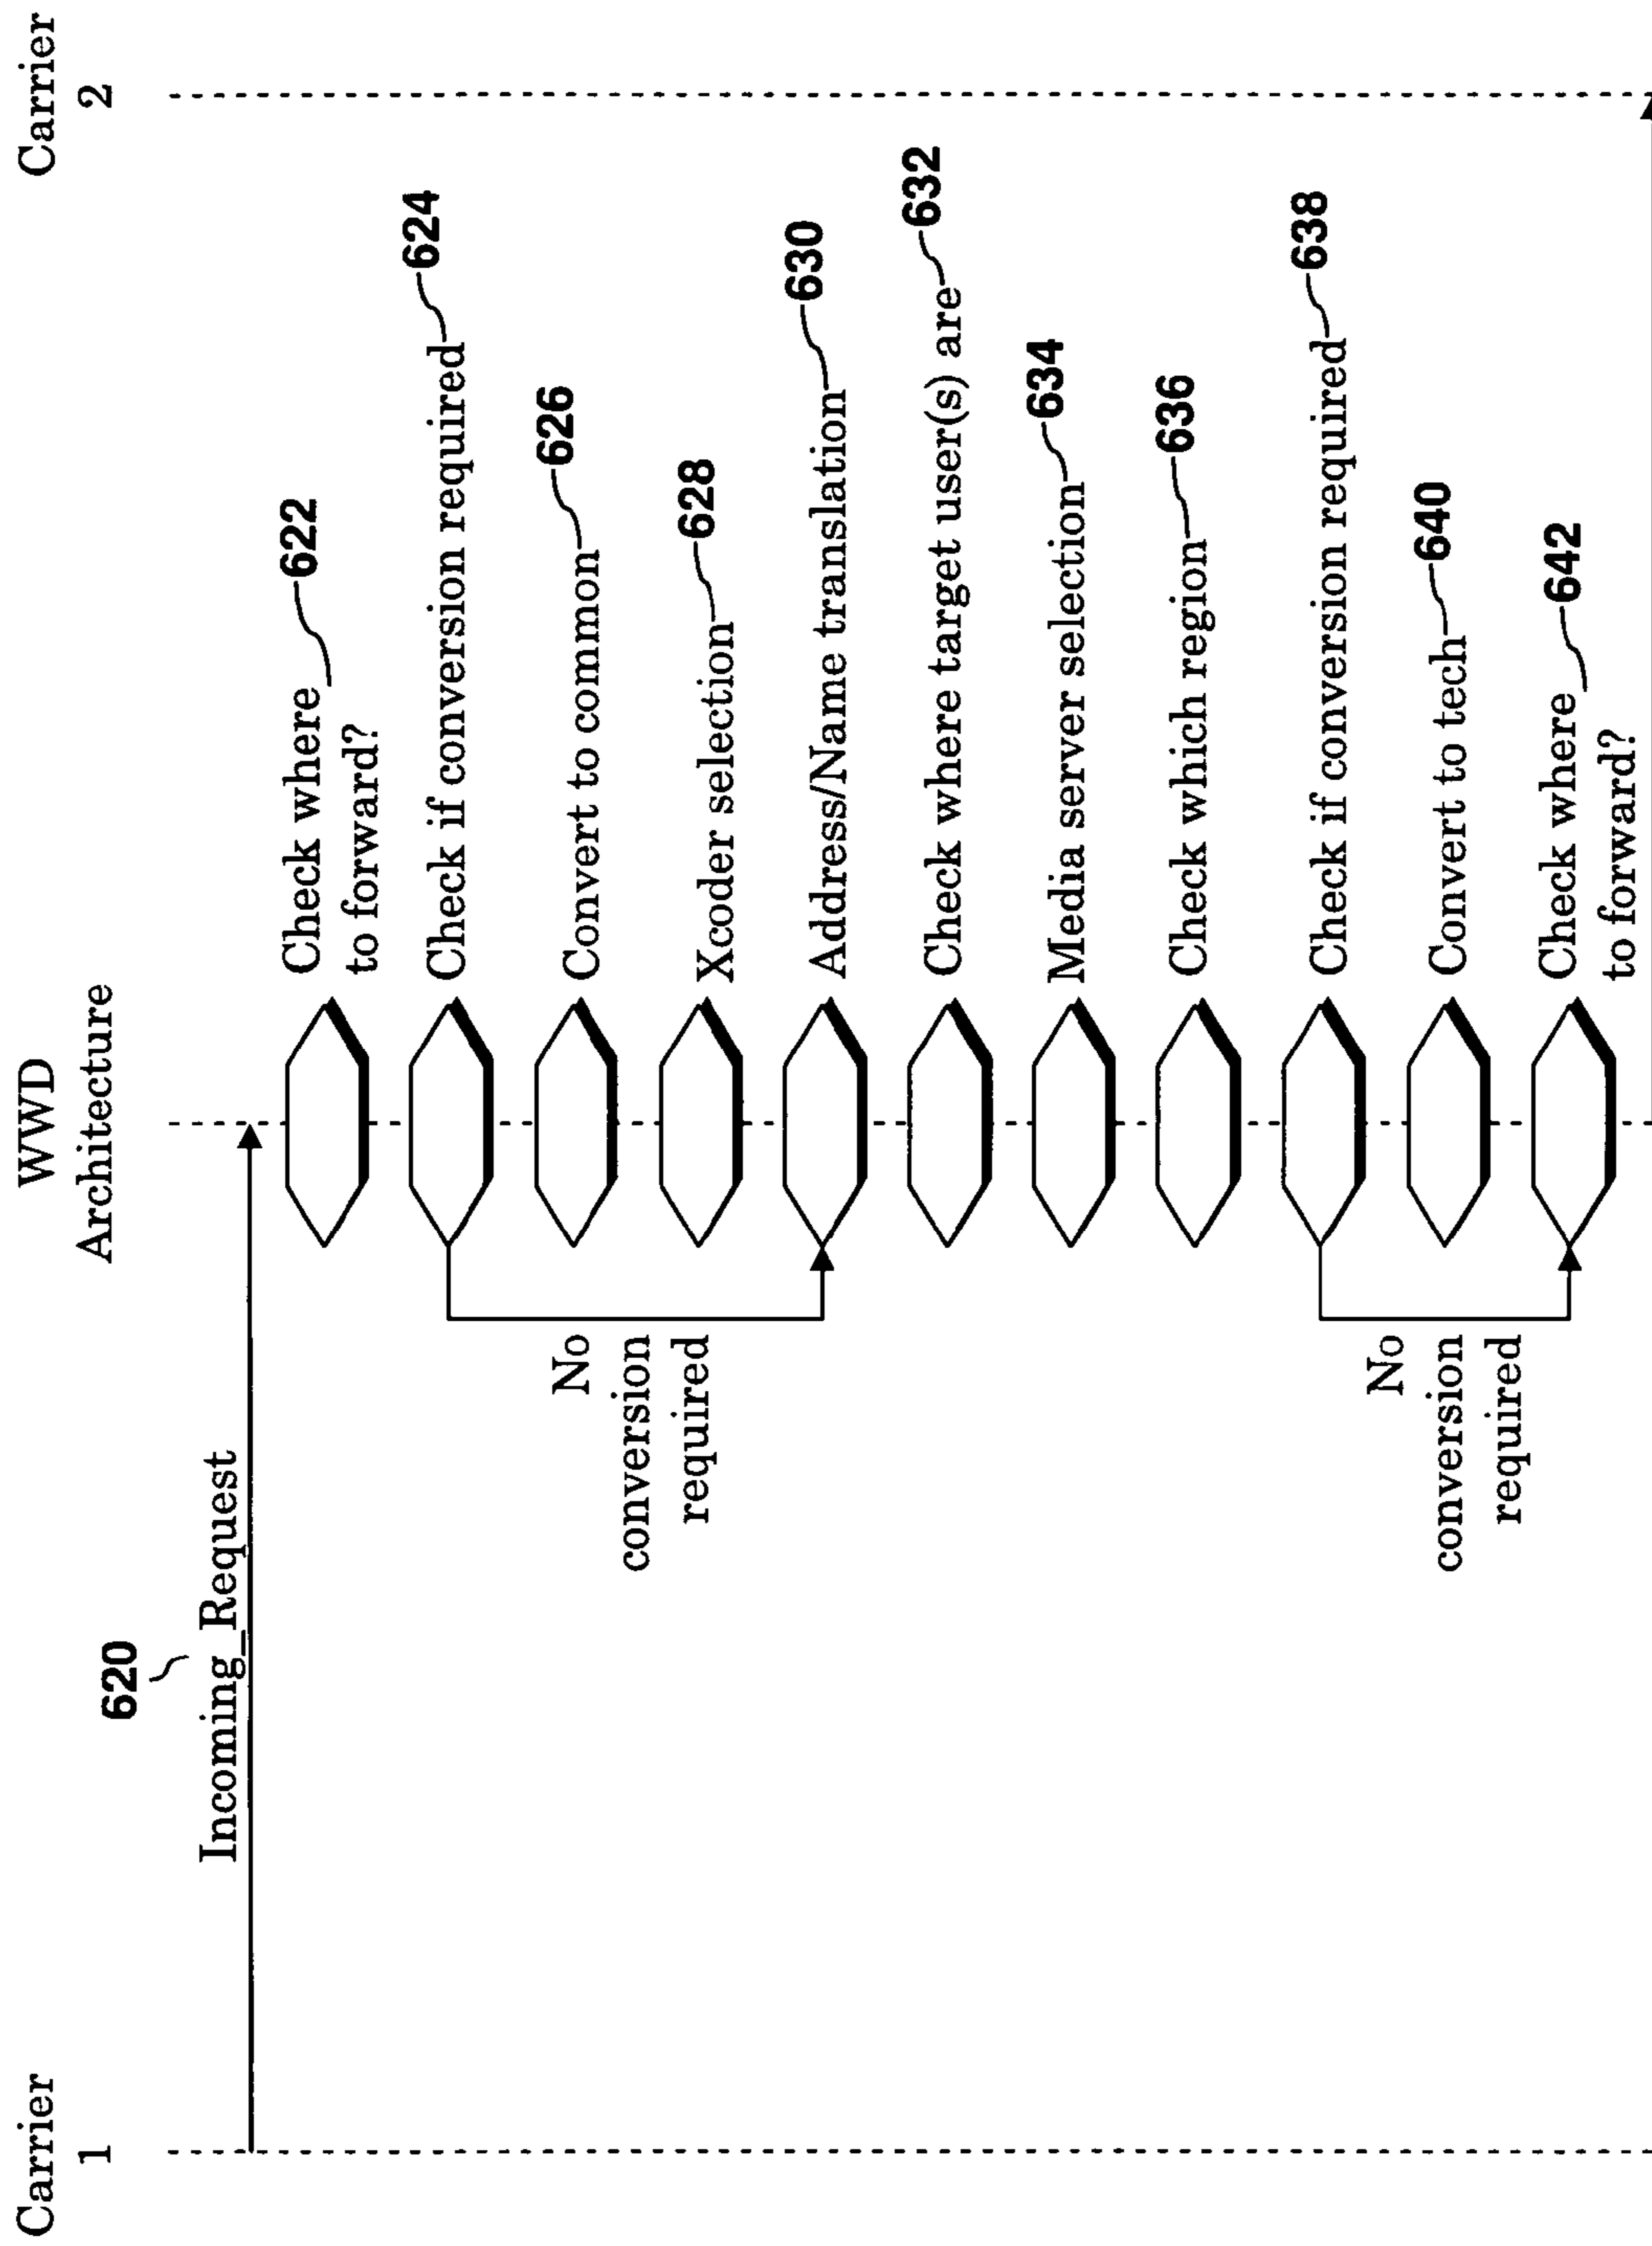 Carrier
1
WWD
Architecture
Carrier
2
620
Incoming_Request
Check where
to forward?
622
Check if conversion required
624
Convert to common
626
No
conversion
required
Xcoder selection
628
Address/Name translation
630
Check where target user(s) are
632
Media server selection
634
Check which region
636
Check if conversion required
638
No
conversion
required
Convert to tech
640
Check where
to forward?
642